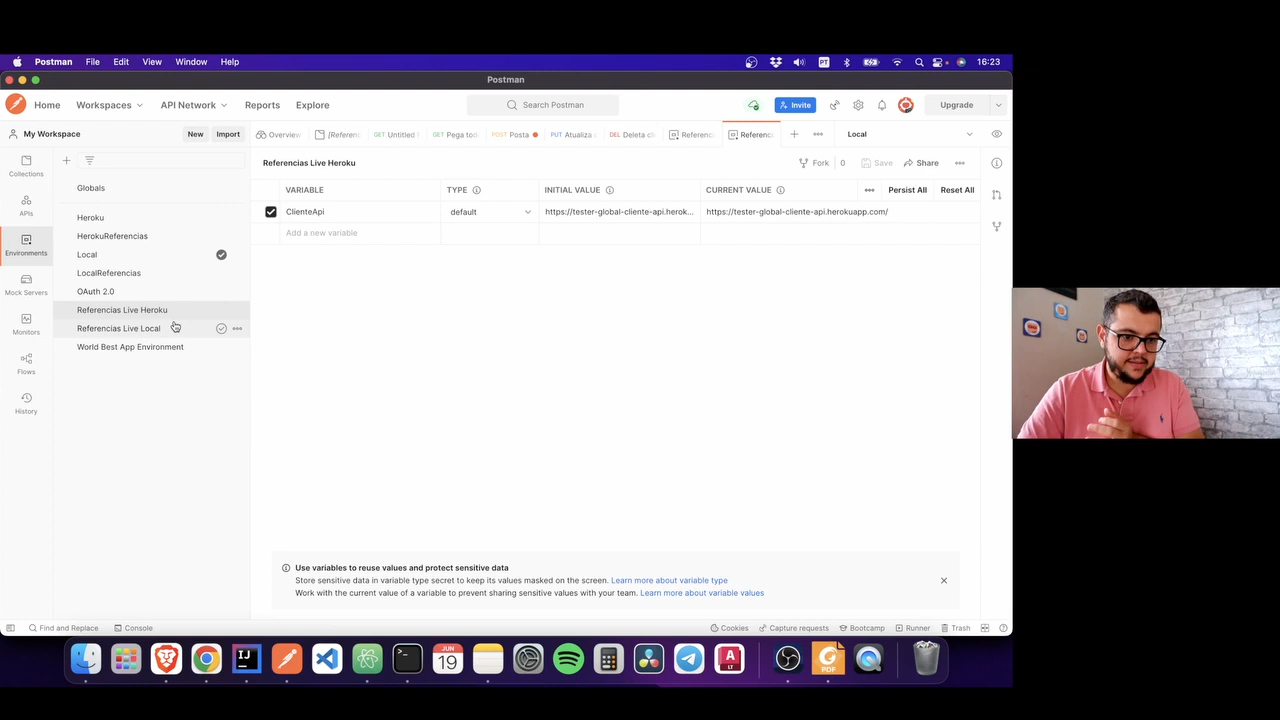 Postman File Edit View Window Help PT 16:23
Postman
Home Workspaces API Network Reports Explore Search Postman Invite Upgrade
My Workspace New Import Overview GET Untitled GET Pega tod POST Posta PUT Atualiza DEL Deleta cli Local
Collections
APIs
Environments
Mock Servers
Monitors
Flows
History
Globals
Heroku
HerokuReferencias
Local
LocalReferencias
OAuth 2.0
Referencias Live Heroku
Referencias Live Local
World Best App Environment
Referencias Live Heroku Fork 0 Save Share
VARIABLE TYPE INITIAL VALUE CURRENT VALUE Persist All Reset All
ClienteApi default https://tester-global-cliente-api.herok... https://tester-global-cliente-api.herokuapp.com/
Add a new variable
Use variables to reuse values and protect sensitive data
Store sensitive data in variable type secret to keep its values masked on the screen. Learn more about variable type
Work with the current value of a variable to prevent sharing sensitive values with your team. Learn more about variable values
Find and Replace Console Cookies Capture requests Bootcamp Runner Trash
JUN
19
PDF